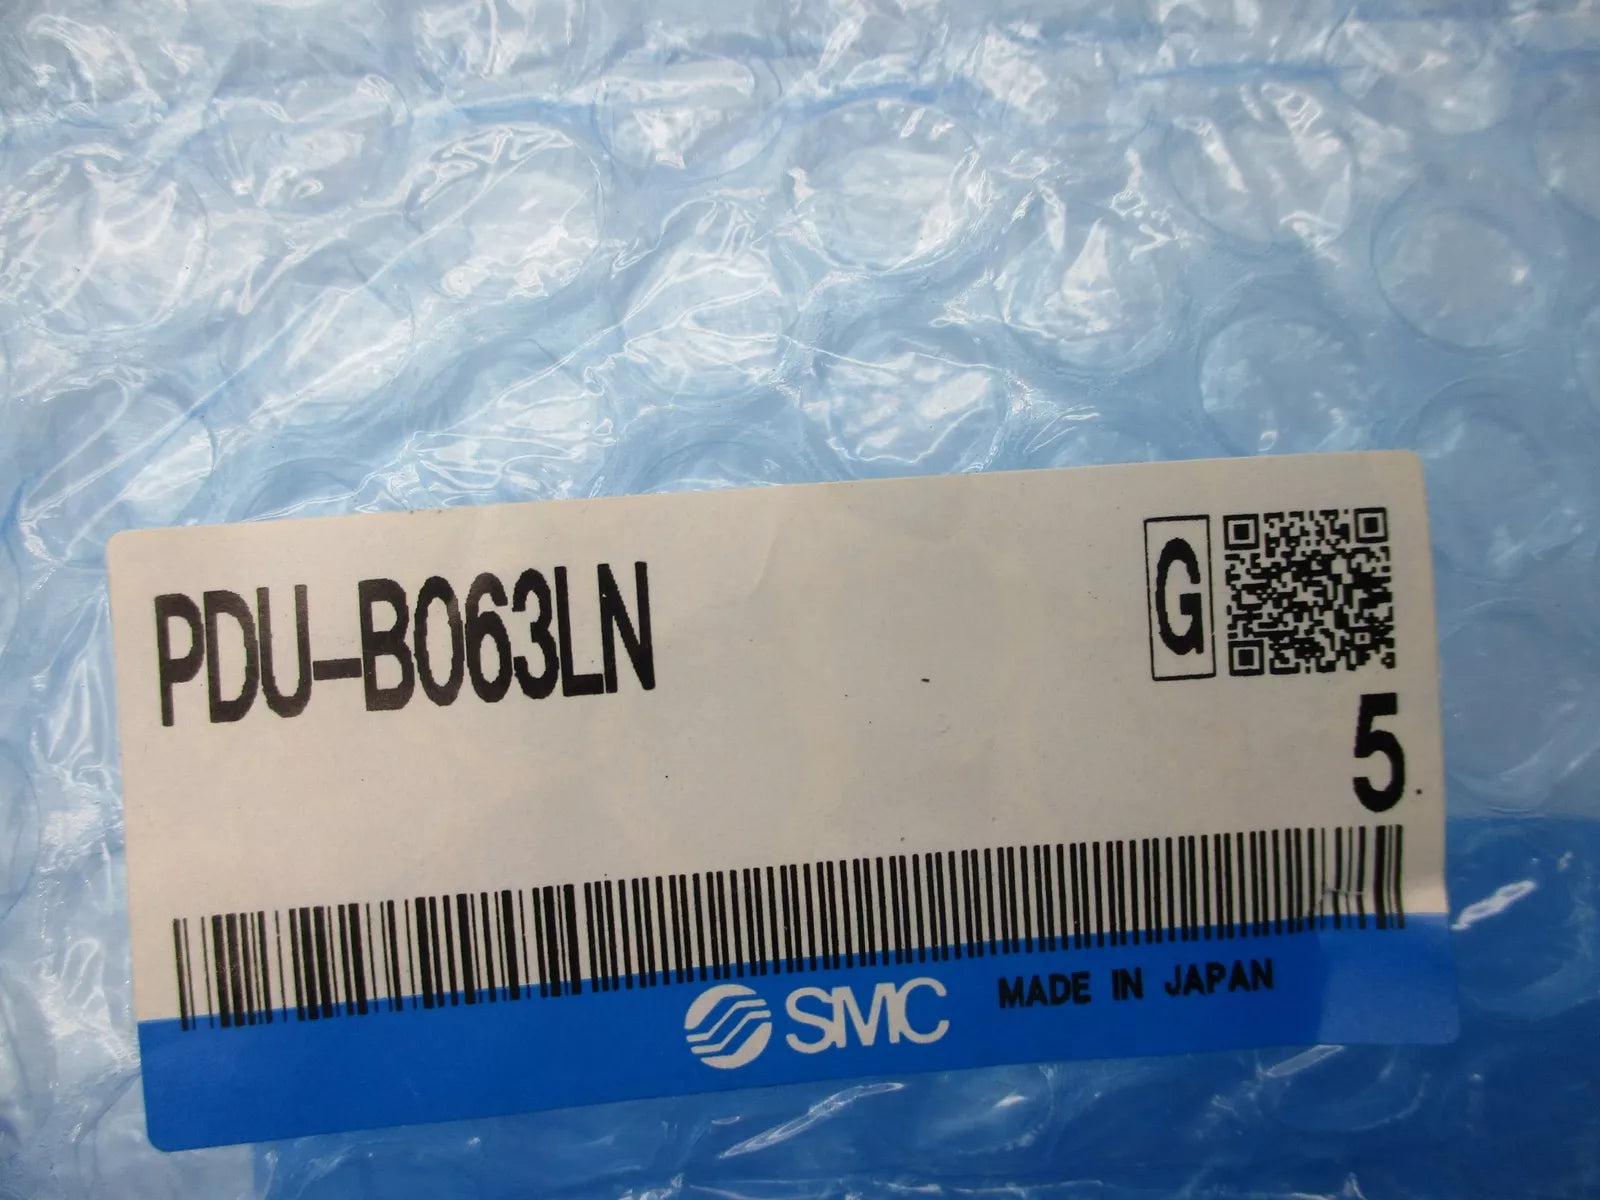 PDU-B063LN
G
5
SMC MADE IN JAPAN